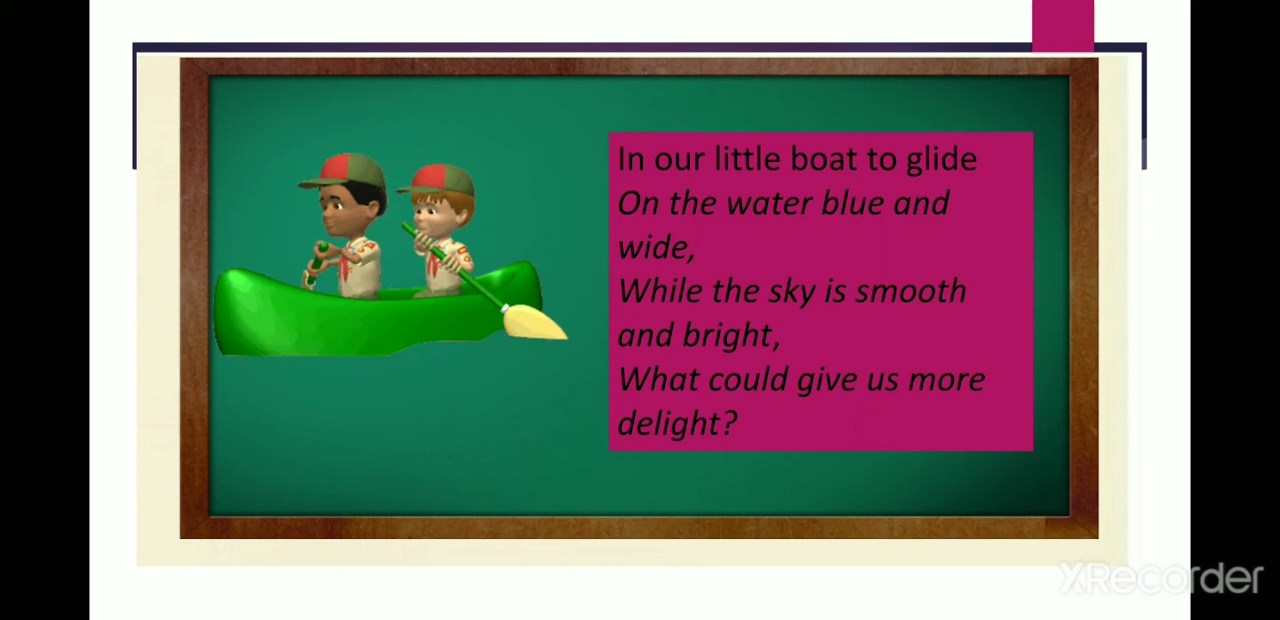 In our little boat to glide
On the water blue and
wide,
While the sky is smooth
and bright,
What could give us more
delight?
XRecorder